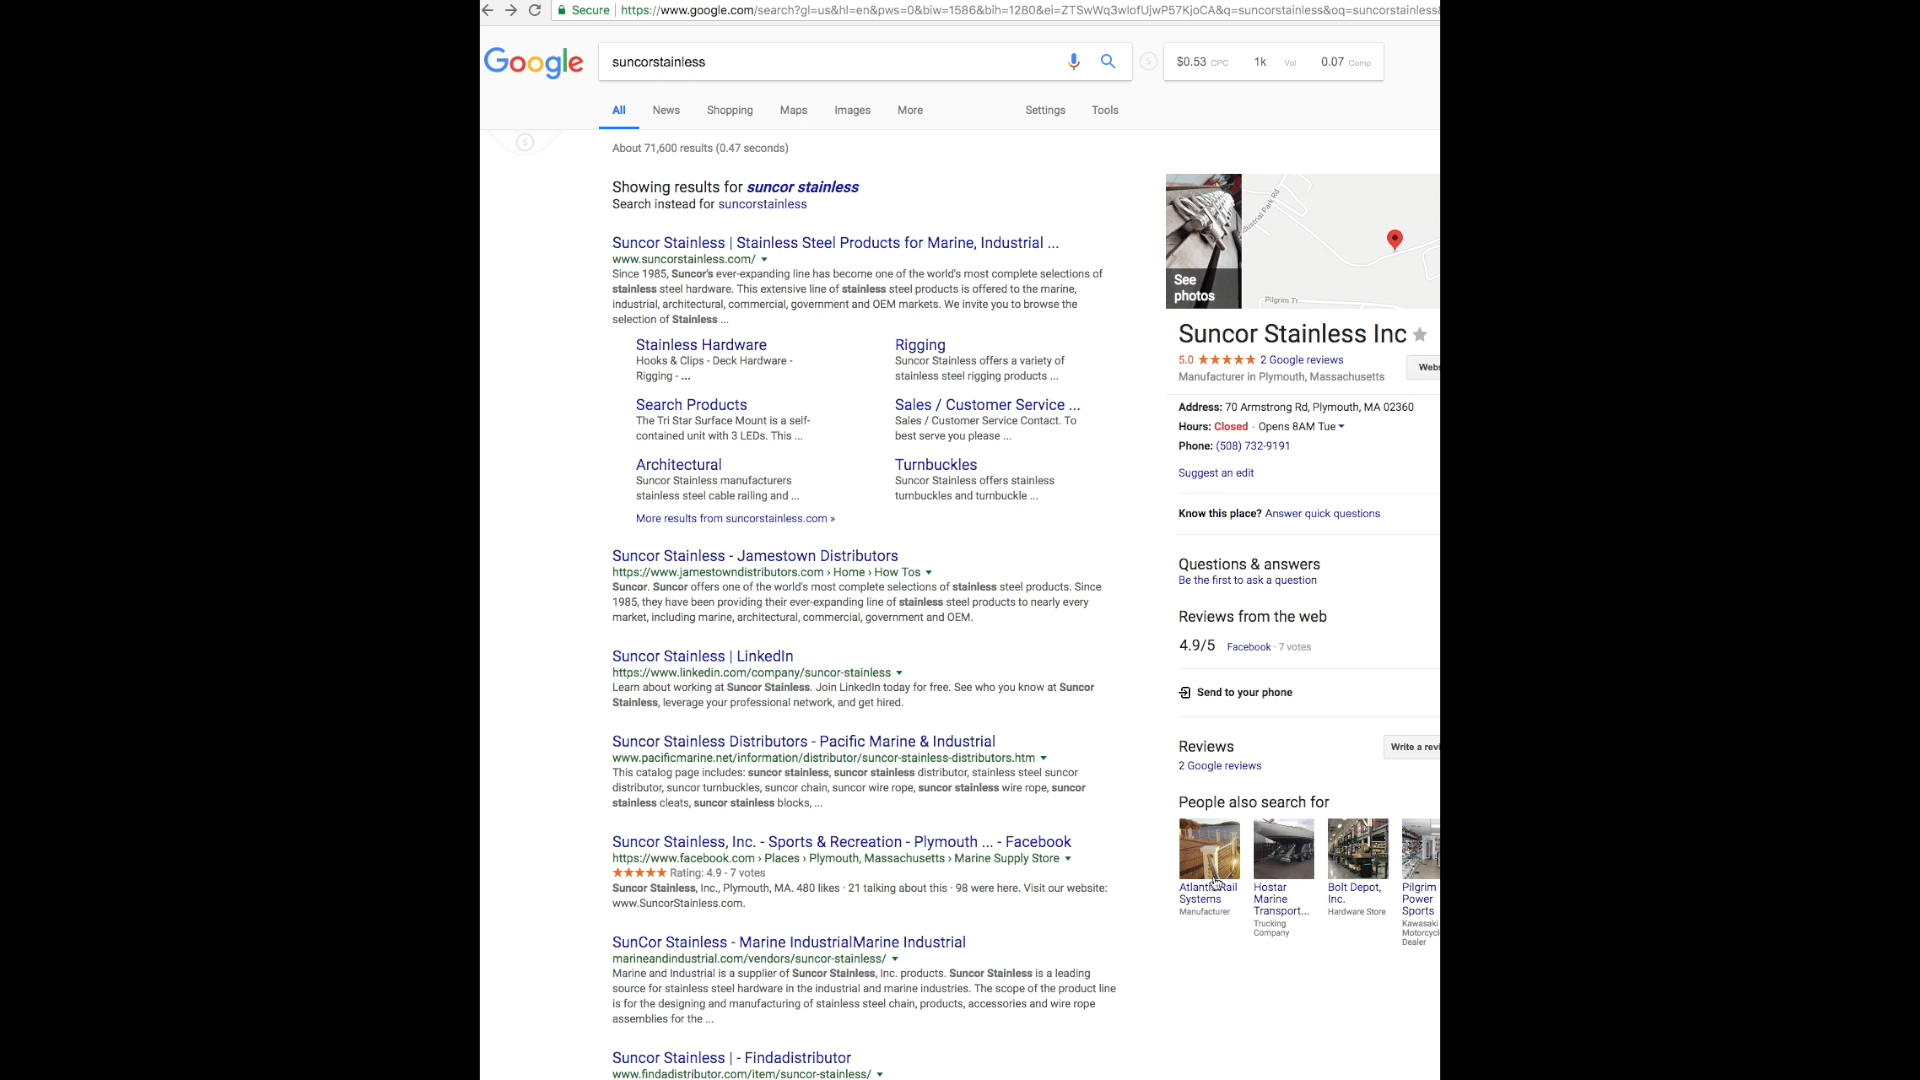 Secure | https://www.google.com/search?gl=us&hl=en&pws=0&biw=1586&bih=1280&ei=ZTSwWq3wIofUjwP57KjoCA&q=suncorstainless&oq=suncorstainless
Google
suncorstainless
$0.53 CPC 1k Vol 0.07 Comp
All News Shopping Maps Images More Settings Tools
About 71,600 results (0.47 seconds)
Showing results for suncor stainless
Search instead for suncorstainless
Suncor Stainless | Stainless Steel Products for Marine, Industrial ...
www.suncorstainless.com/
Since 1985, Suncor's ever-expanding line has become one of the world's most complete selections of
stainless steel hardware. This extensive line of stainless steel products is offered to the marine,
industrial, architectural, commercial, government and OEM markets. We invite you to browse the
selection of Stainless ...
Stainless Hardware
Hooks & Clips - Deck Hardware -
Rigging - ...
Rigging
Suncor Stainless offers a variety of
stainless steel rigging products ...
Search Products
The Tri Star Surface Mount is a self-
contained unit with 3 LEDs. This ...
Sales / Customer Service ...
Sales / Customer Service Contact. To
best serve you please ...
Architectural
Suncor Stainless manufacturers
stainless steel cable railing and ...
Turnbuckles
Suncor Stainless offers stainless
turnbuckles and turnbuckle ...
More results from suncorstainless.com »
Suncor Stainless - Jamestown Distributors
https://www.jamestowndistributors.com › Home › How Tos
Suncor. Suncor offers one of the world's most complete selections of stainless steel products. Since
1985, they have been providing their ever-expanding line of stainless steel products to nearly every
market, including marine, architectural, commercial, government and OEM.
Suncor Stainless | LinkedIn
https://www.linkedin.com/company/suncor-stainless
Learn about working at Suncor Stainless. Join LinkedIn today for free. See who you know at Suncor
Stainless, leverage your professional network, and get hired.
Suncor Stainless Distributors - Pacific Marine & Industrial
www.pacificmarine.net/information/distributor/suncor-stainless-distributors.htm
This catalog page includes: suncor stainless, suncor stainless distributor, stainless steel suncor
distributor, suncor turnbuckles, suncor chain, suncor wire rope, suncor stainless wire rope, suncor
stainless cleats, suncor stainless blocks, ...
Suncor Stainless, Inc. - Sports & Recreation - Plymouth ... - Facebook
https://www.facebook.com › Places › Plymouth, Massachusetts › Marine Supply Store
Rating: 4.9 - 7 votes
Suncor Stainless, Inc., Plymouth, MA. 480 likes · 21 talking about this · 98 were here. Visit our website:
www.SuncorStainless.com.
SunCor Stainless - Marine IndustrialMarine Industrial
marineandindustrial.com/vendors/suncor-stainless/
Marine and Industrial is a supplier of Suncor Stainless, Inc. products. Suncor Stainless is a leading
source for stainless steel hardware in the industrial and marine industries. The scope of the product line
is for the designing and manufacturing of stainless steel chain, products, accessories and wire rope
assemblies for the ...
Suncor Stainless | - Findadistributor
www.findadistributor.com/item/suncor-stainless/
See
photos
Pilgrim Tr
Suncor Stainless Inc
5.0 2 Google reviews
Manufacturer in Plymouth, Massachusetts
Address: 70 Armstrong Rd, Plymouth, MA 02360
Hours: Closed · Opens 8AM Tue
Phone: (508) 732-9191
Suggest an edit
Know this place? Answer quick questions
Questions & answers
Be the first to ask a question
Reviews from the web
4.9/5 Facebook · 7 votes
Send to your phone
Reviews
Write a revi
2 Google reviews
People also search for
Atlantis Rail
Systems
Manufacturer
Hostar
Marine
Transport...
Trucking
Company
Bolt Depot,
Inc.
Hardware Store
Pilgrim
Power
Sports
Kawasaki
Motorcycl
Dealer